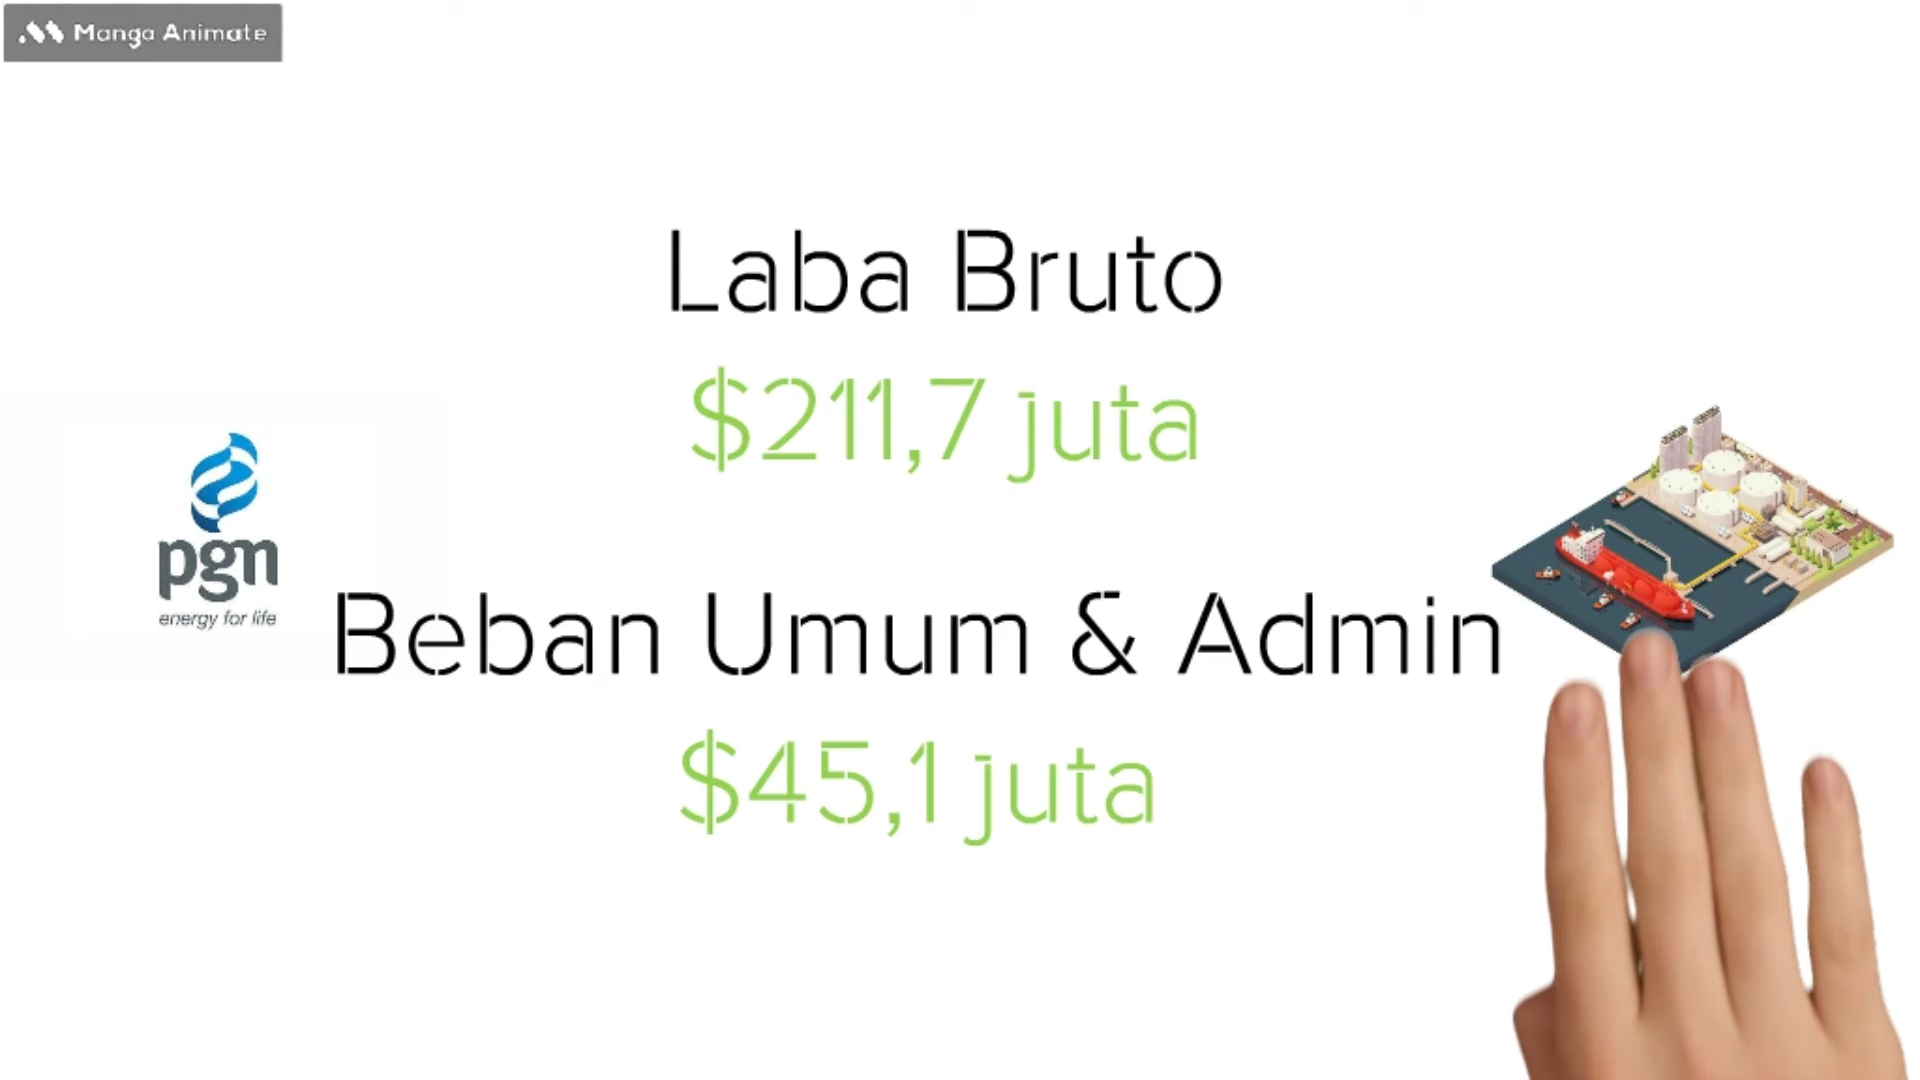 Manga Animate
Laba Bruto
$211,7 juta
pgn
energy for life
Beban Umum & Admin
$45,1 juta